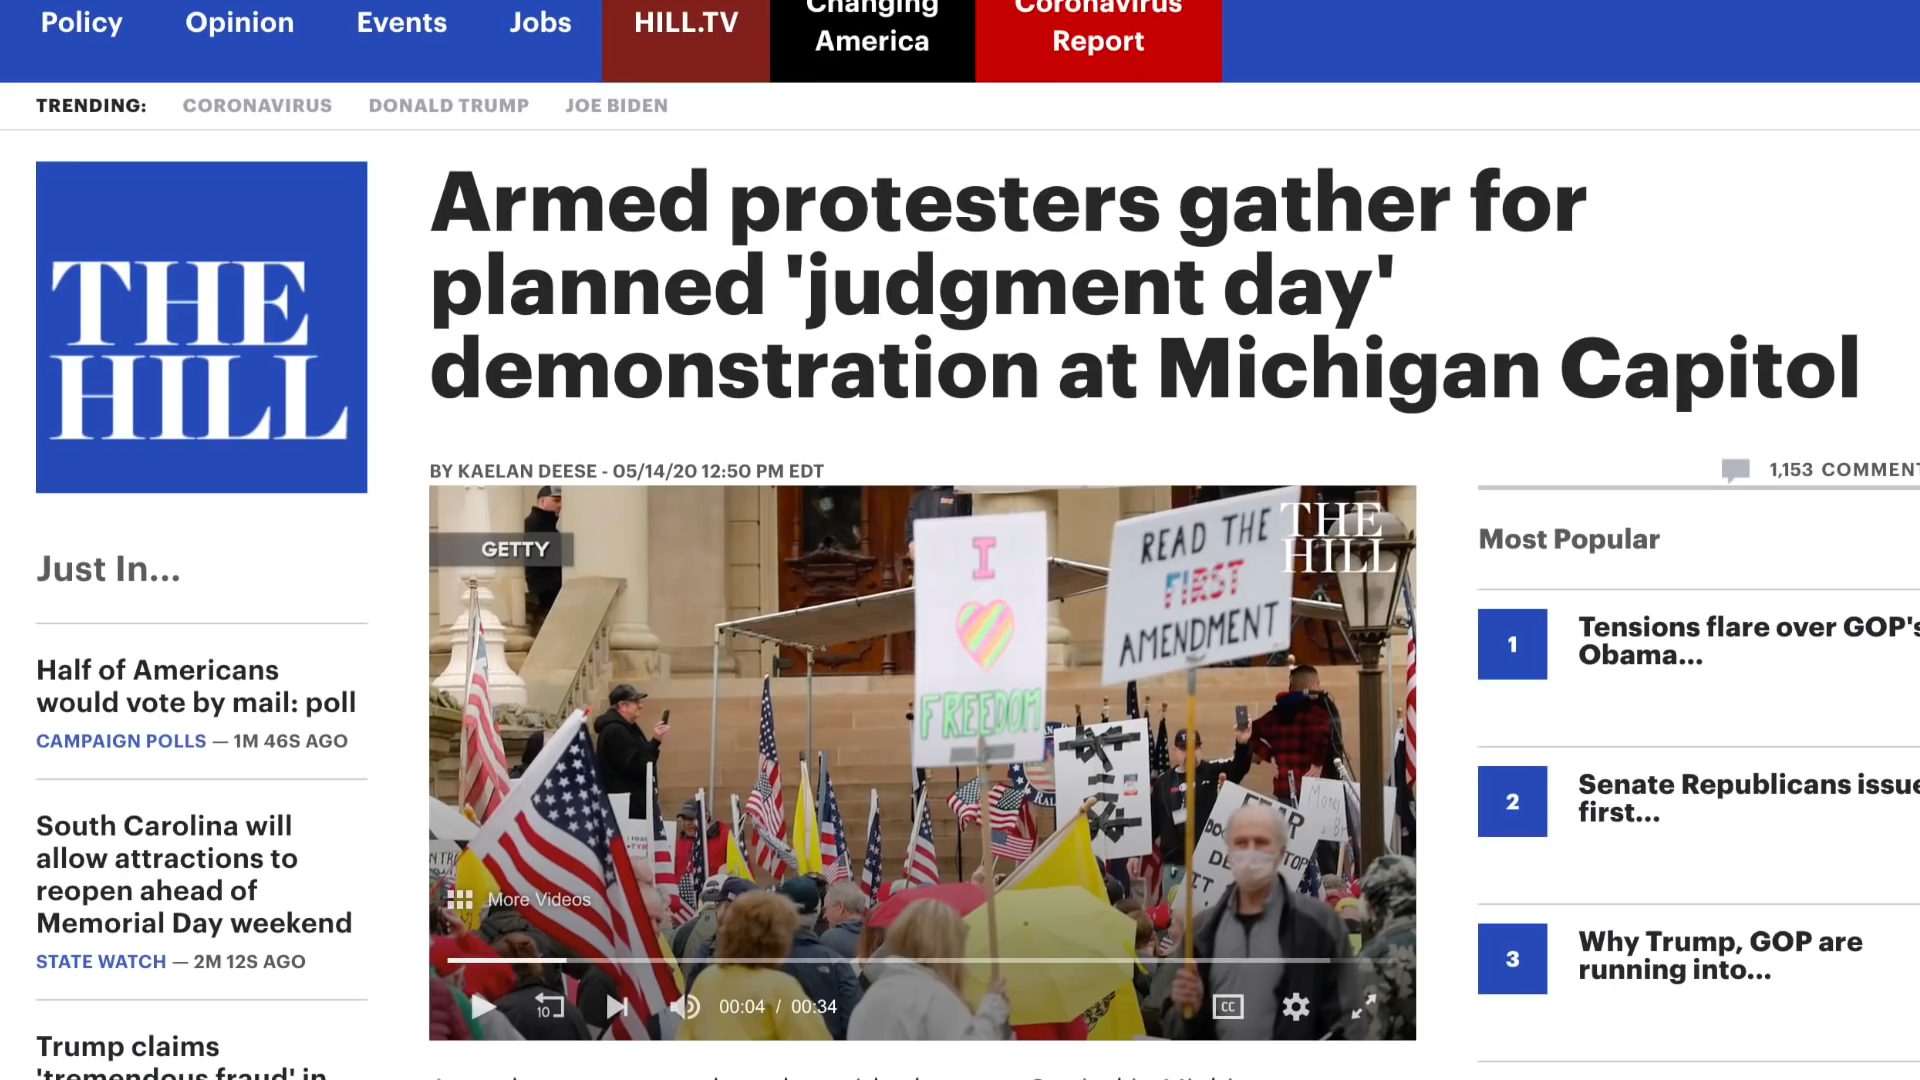 Policy
Opinion
Events
Jobs
HILL.TV
Changing
America
Coronavirus
Report
TRENDING:
CORONAVIRUS
DONALD TRUMP
JOE BIDEN
THE
HILL
Armed protesters gather for
planned 'judgment day'
demonstration at Michigan Capitol
BY KAELAN DEESE - 05/14/20 12:50 PM EDT
1,153 COMMENT
Just In...
Half of Americans
would vote by mail: poll
CAMPAIGN POLLS — 1M 46S AGO
South Carolina will
allow attractions to
reopen ahead of
Memorial Day weekend
STATE WATCH — 2M 12S AGO
Trump claims
'tremendous fraud' in
GETTY
I
FREEDOM
READ THE
FIRST
AMENDMENT
THE
HILL
More Videos
10
00:04 / 00:34
CC
Most Popular
1
Tensions flare over GOP's
Obama...
2
Senate Republicans issue
first...
3
Why Trump, GOP are
running into...